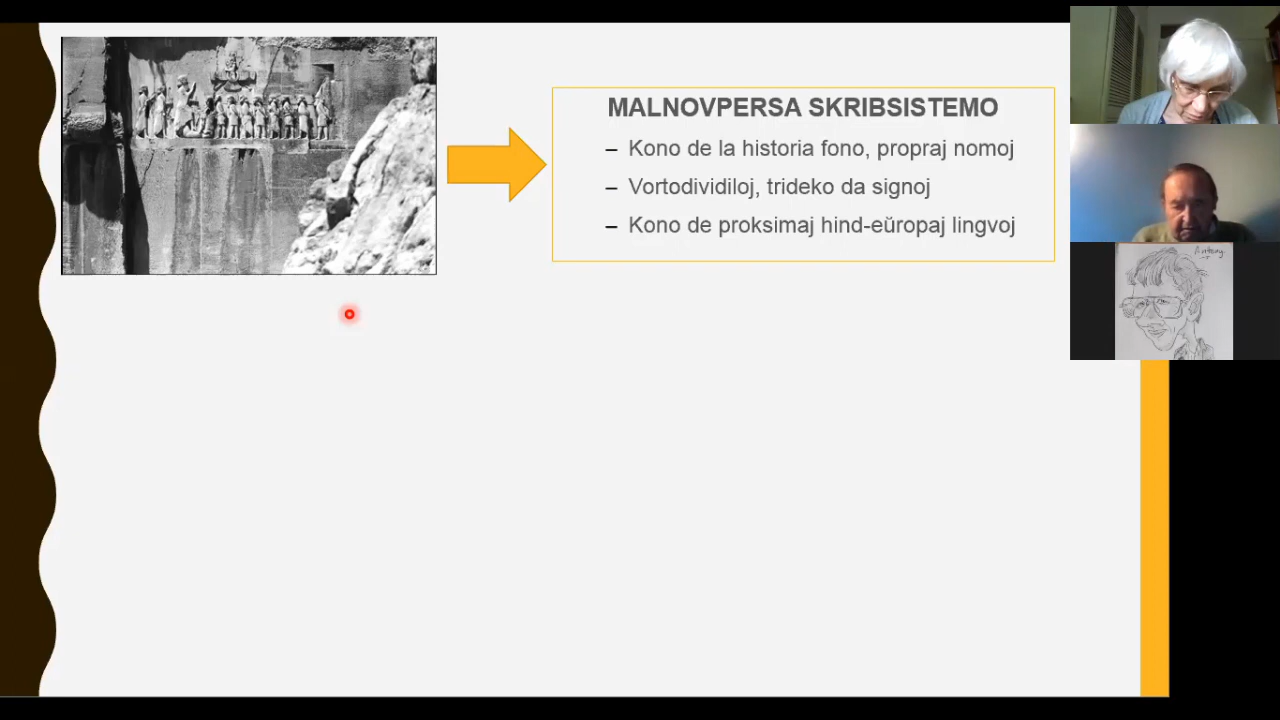 MALNOVPERSA SKRIBSISTEMO
– Kono de la historia fono, propraj nomoj
– Vortodividiloj, trideko da signoj
– Kono de proksimaj hind-eŭropaj lingvoj
Antony